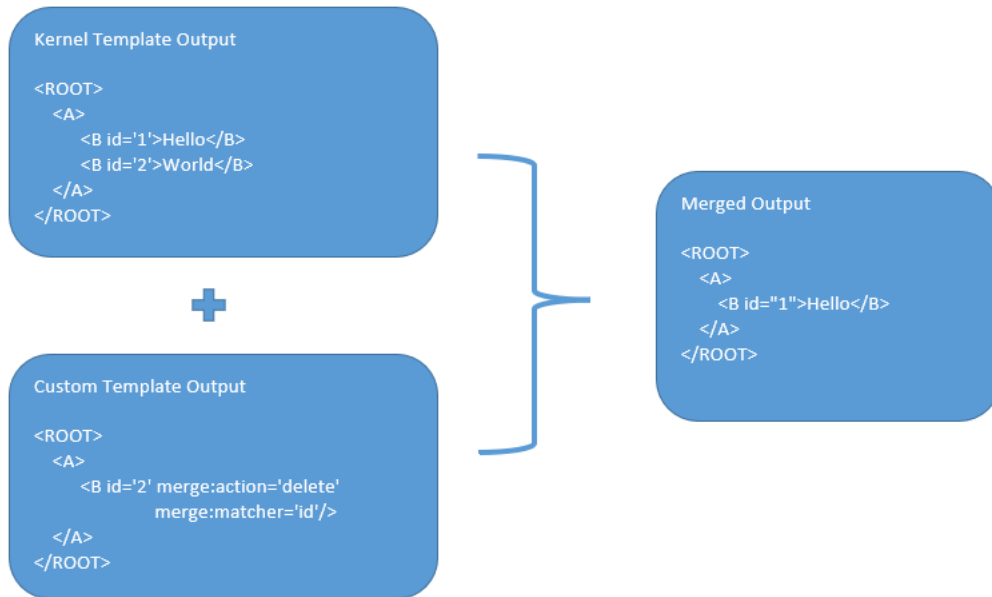 Kernel Template Output
<ROOT>
<A>
<B id='1'>Hello</B>
<B id='2'>World</B>
</A>
</ROOT>
Custom Template Output
<ROOT>
<A>
<B id='2' merge:action='delete'
merge:matcher='id'/>
</A>
</ROOT>
Merged Output
<ROOT>
<A>
<B id="1">Hello</B>
</A>
</ROOT>